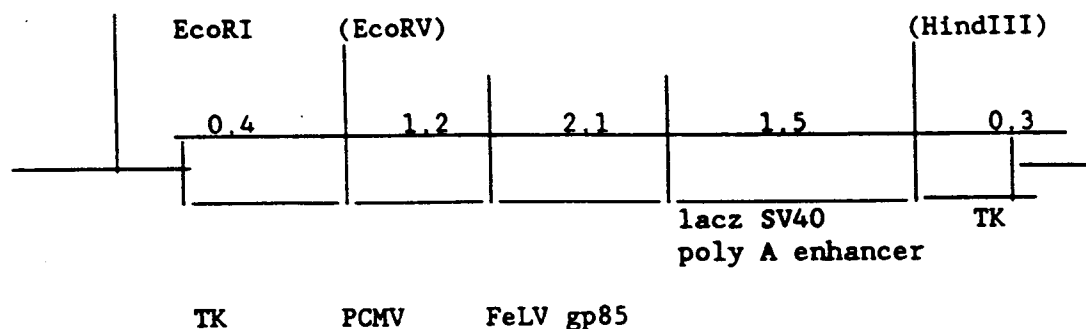 EcoRI (EcoRV) (HindIII)
0.4 1.2 2.1 1.5 0.3
lacz SV40 TK
poly A enhancer
TK PCMV FeLV gp85